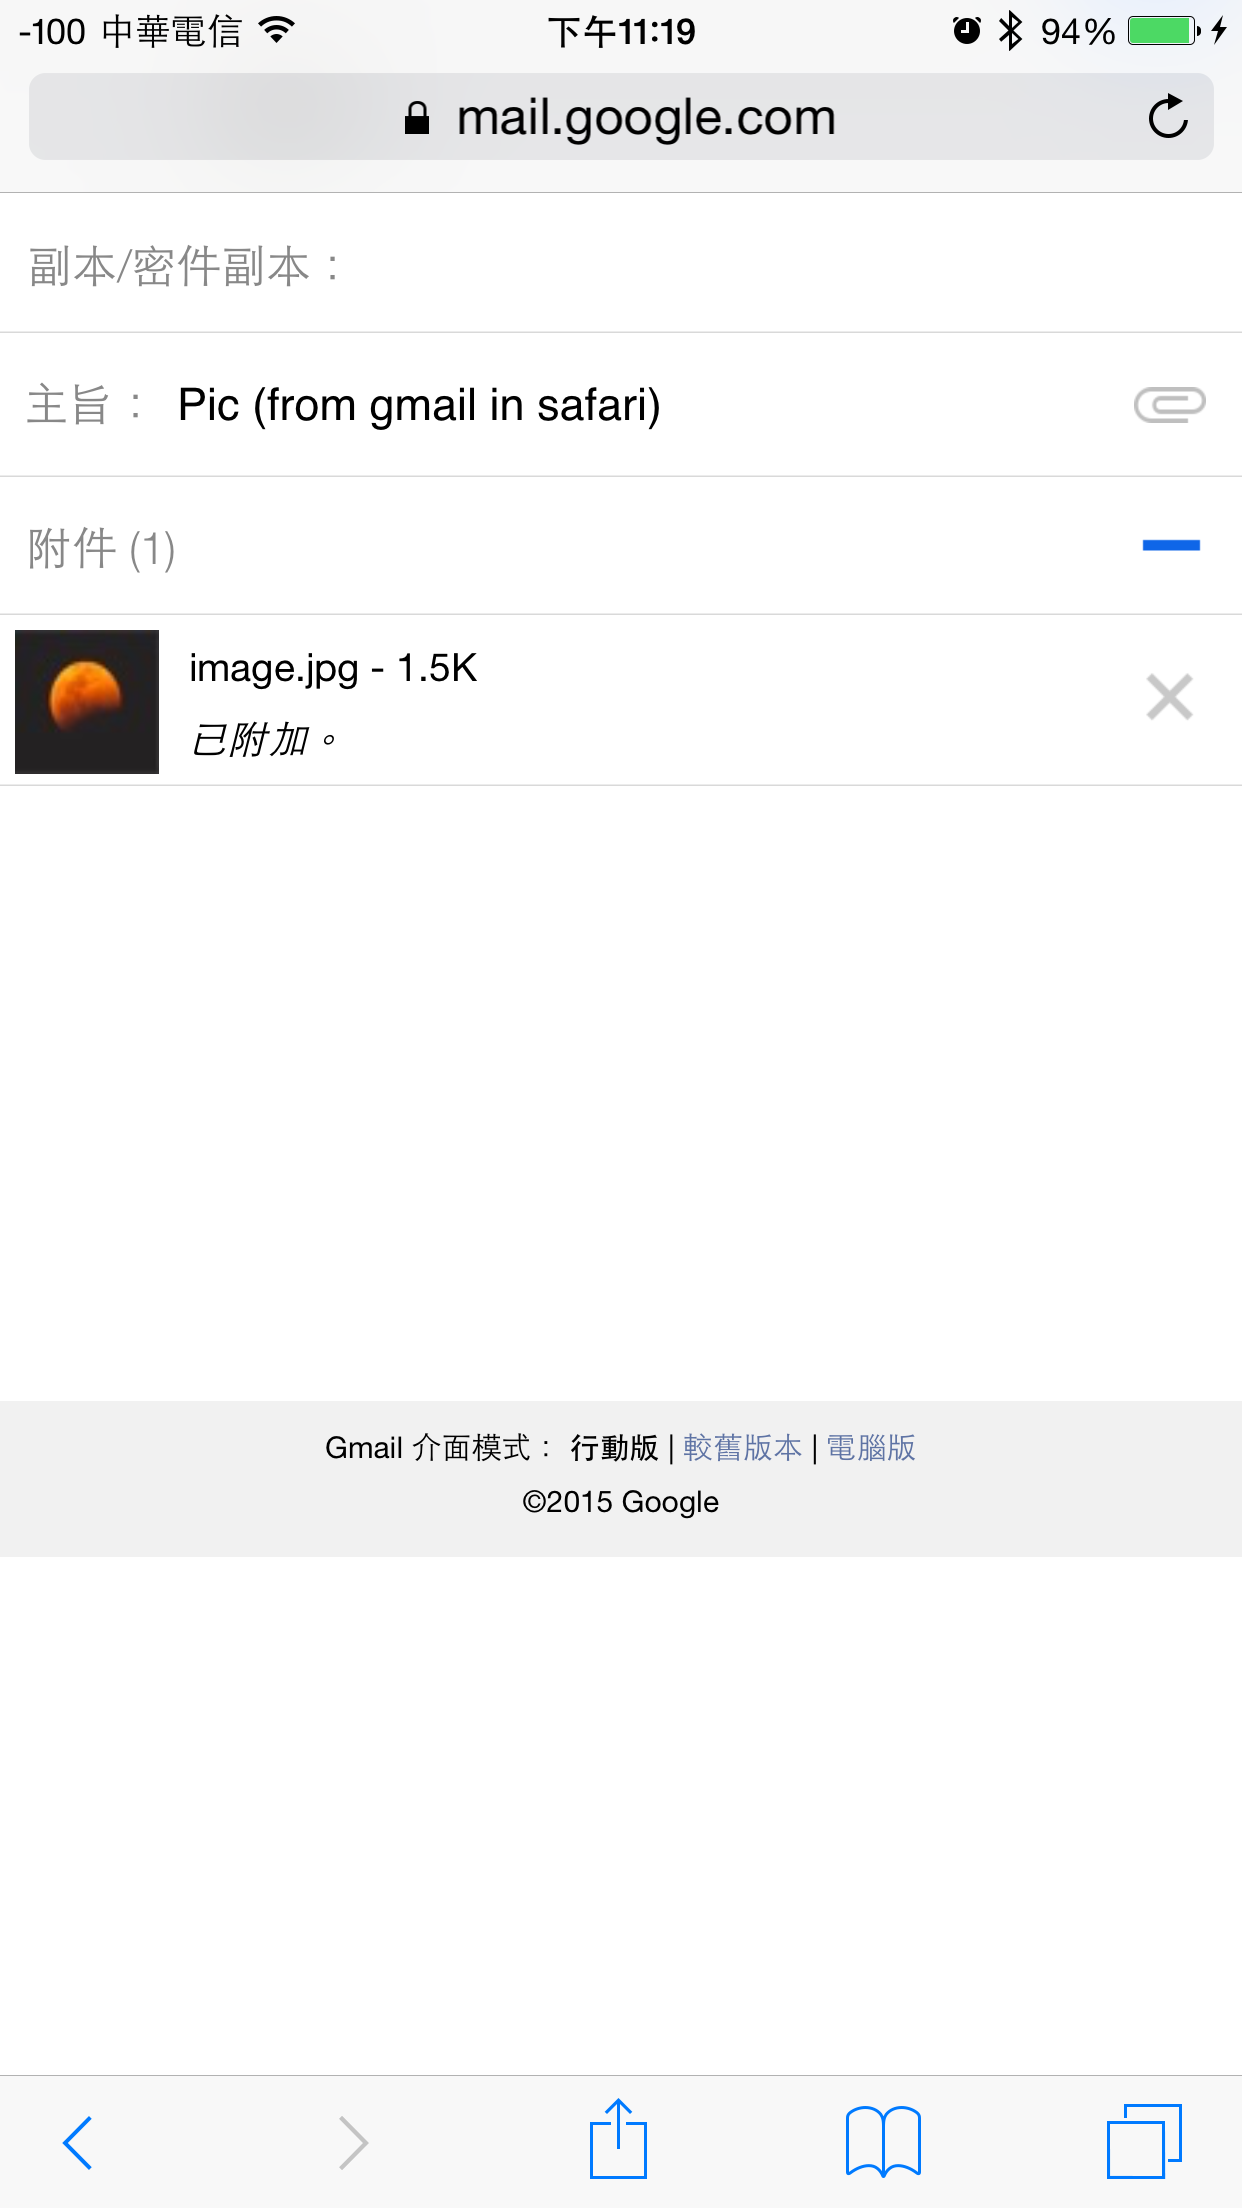 -100 中華電信 下午11:19 94%
mail.google.com
副本/密件副本：
主旨： Pic (from gmail in safari)
附件 (1)
image.jpg - 1.5K
已附加。
Gmail 介面模式： 行動版 | 較舊版本 | 電腦版
©2015 Google